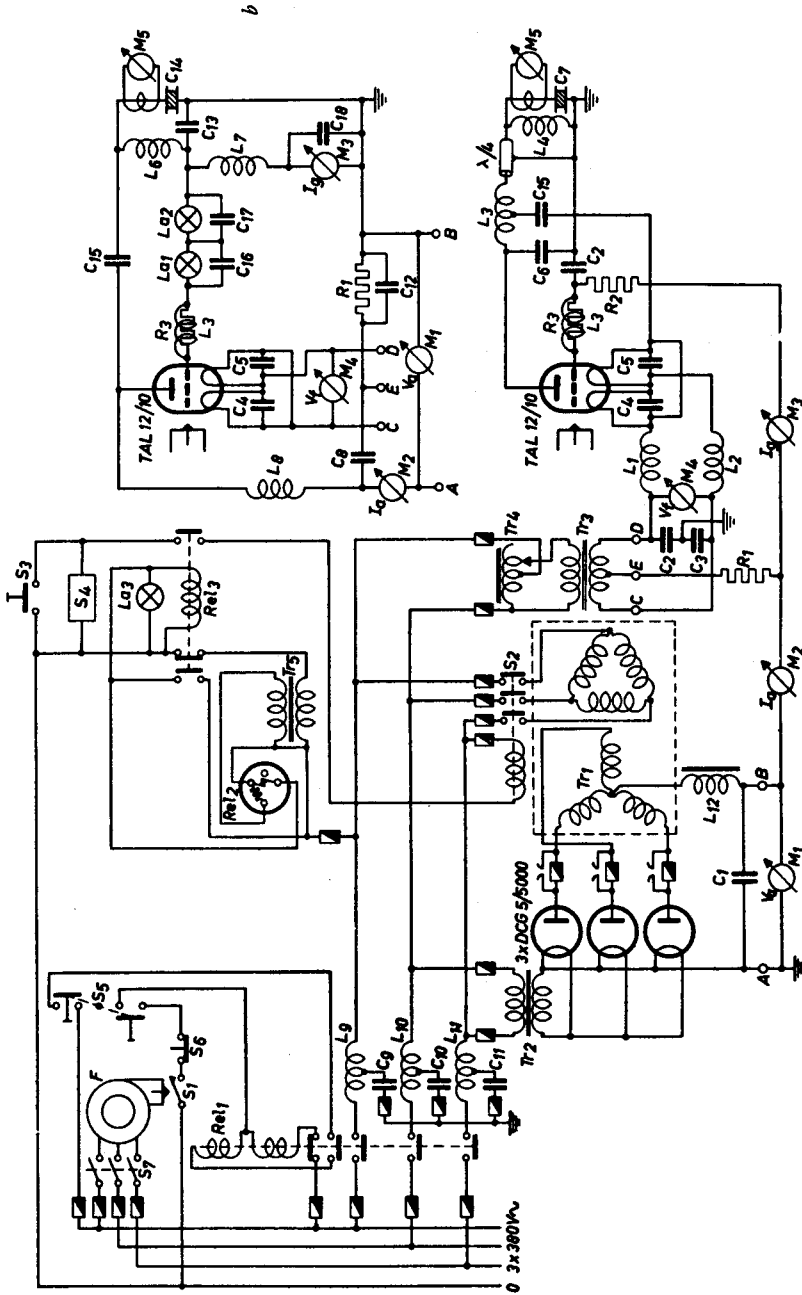 F
S5
S6
S1
S7
Rel1
0 3x380V~
L9
L10
L11
C9
C10
C11
S3
S4
La3
Rel3
Tr5
Rel2
S2
Tr1
Tr2
3xDCG5/5000
L12
C1
A
B
Va
M1
Ia
M2
Tr4
Tr3
D
E
C
C2
C3
R1
Vf
M4
L1
L2
Ig
M3
TAL 12/10
C4
C5
R3
L3
C2
R2
C6
C15
L3
λ/4
L4
C7
M5
b
TAL 12/10
C4
C5
R3
L3
La1
La2
C16
C17
C15
L6
C13
C14
M5
L7
Ig
M3
C18
L8
C8
R1
C12
Vf
M4
Ia
M2
Va
M1
A
C
E
D
B